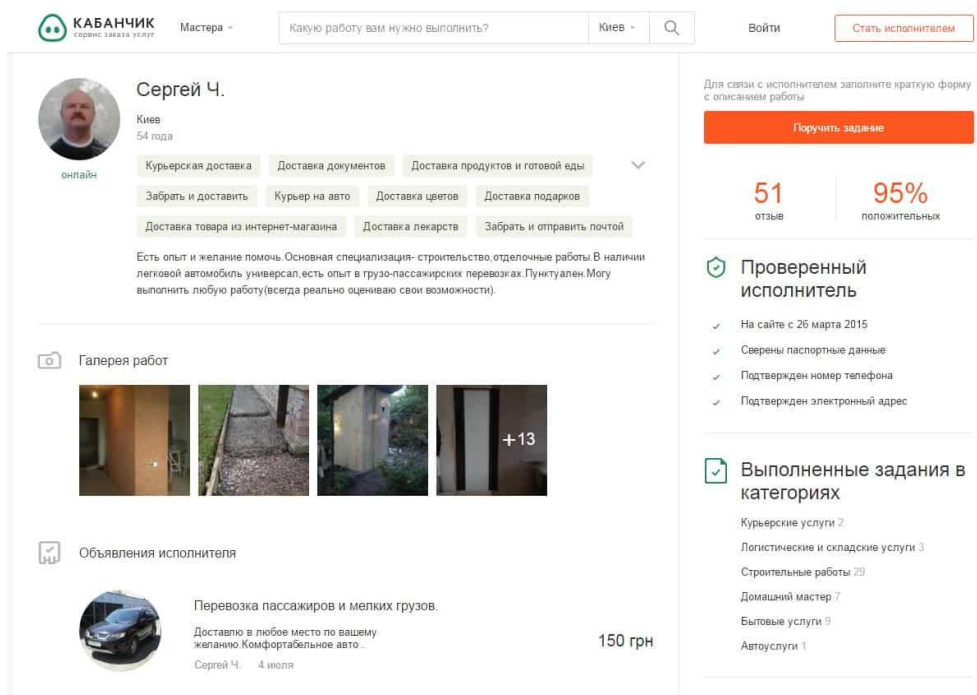 КАБАНЧИК
сервис заказа услуг
Мастера
Какую работу вам нужно выполнить?
Киев
Войти
Стать исполнителем
Сергей Ч.
Киев
54 года
онлайн
Курьерская доставка
Доставка документов
Доставка продуктов и готовой еды
Забрать и доставить
Курьер на авто
Доставка цветов
Доставка подарков
Доставка товара из интернет-магазина
Доставка лекарств
Забрать и отправить почтой
Есть опыт и желание помочь.Основная специализация- строительство,отделочные работы.В наличии
легковой автомобиль универсал,есть опыт в грузо-пассажирских перевозках.Пунктуален.Могу
выполнить любую работу(всегда реально оцениваю свои возможности).
Галерея работ
+13
Объявления исполнителя
Перевозка пассажиров и мелких грузов.
Доставлю в любое место по вашему
желанию.Комфортабельное авто .
150 грн
Сергей Ч.
4 июля
Для связи с исполнителем заполните краткую форму
с описанием работы
Поручить задание
51
отзыв
95%
положительных
Проверенный
исполнитель
На сайте с 26 марта 2015
Сверены паспортные данные
Подтвержден номер телефона
Подтвержден электронный адрес
Выполненные задания в
категориях
Курьерские услуги 2
Логистические и складские услуги 3
Строительные работы 29
Домашний мастер 7
Бытовые услуги 9
Автоуслуги 1